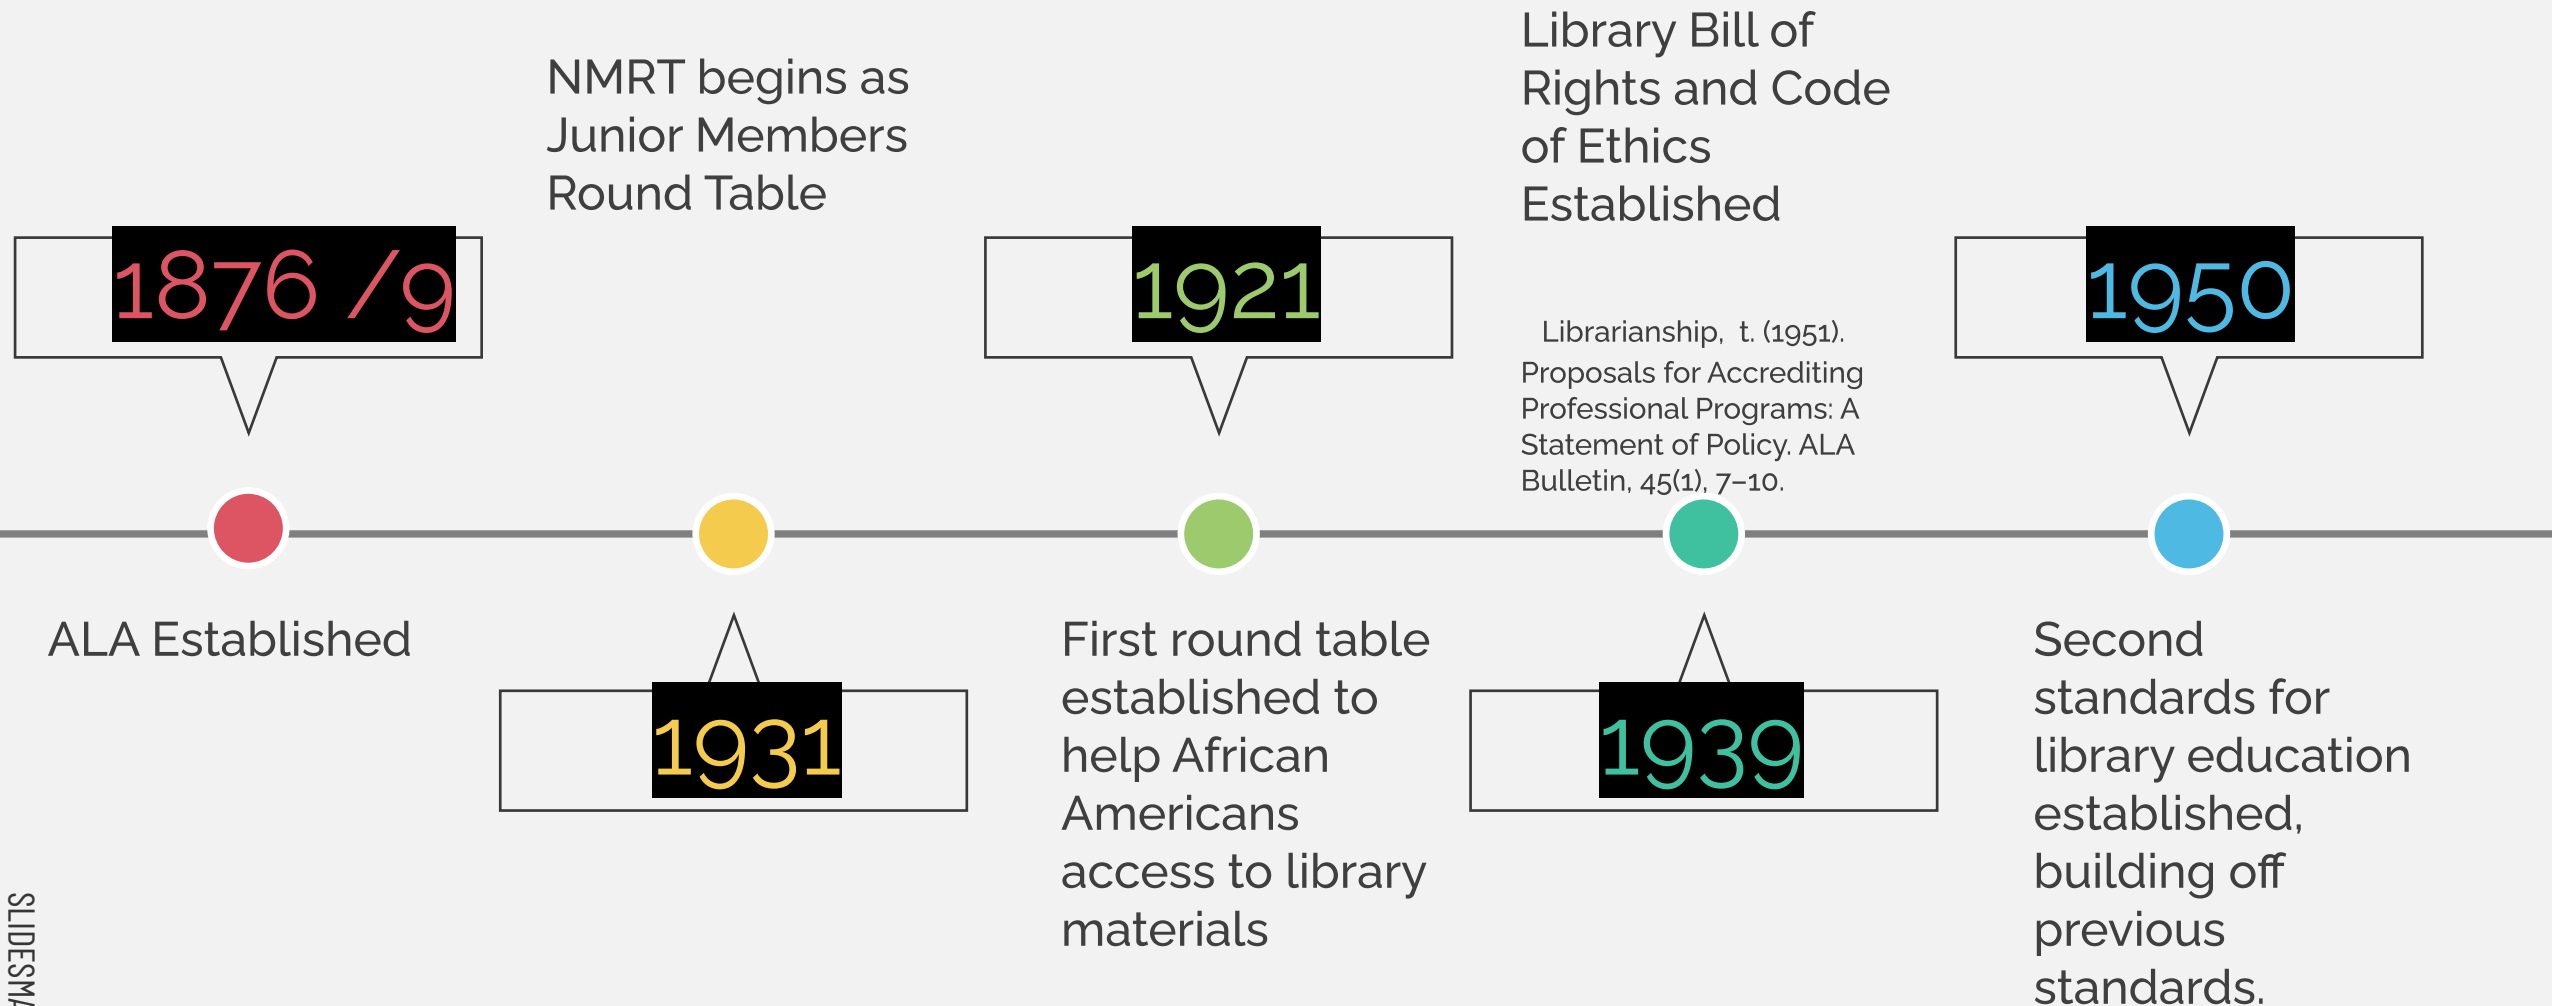 1876 /9
ALA Established
NMRT begins as
Junior Members
Round Table
1931
1921
First round table
established to
help African
Americans
access to library
materials
Library Bill of
Rights and Code
of Ethics
Established
Librarianship, t. (1951).
Proposals for Accrediting
Professional Programs: A
Statement of Policy. ALA
Bulletin, 45(1), 7–10.
1939
1950
Second
standards for
library education
established,
building off
previous
standards.